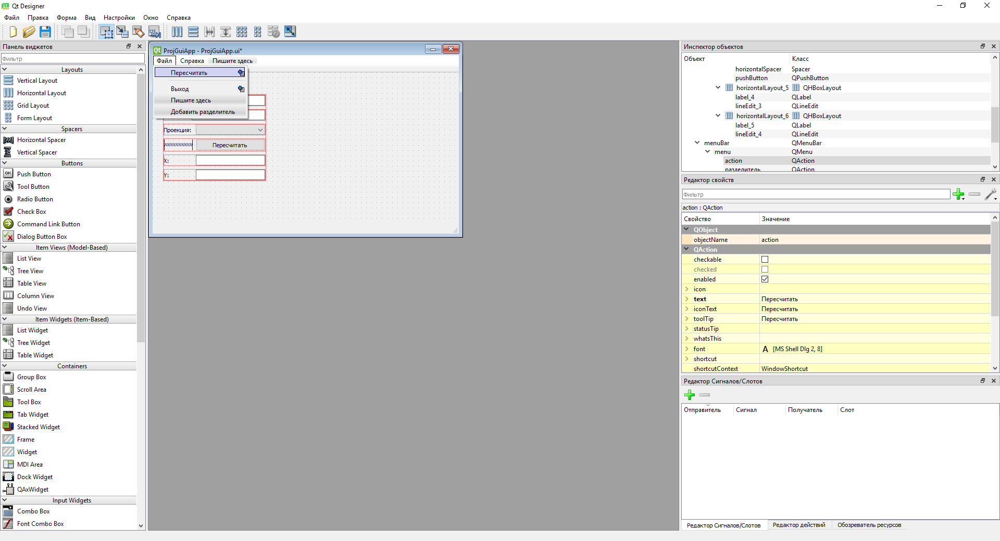 Qt Designer
Файл Правка Форма Вид Настройки Окно Справка
Панель виджетов
Фильтр
Layouts
Vertical Layout
Horizontal Layout
Grid Layout
Form Layout
Spacers
Horizontal Spacer
Vertical Spacer
Buttons
OK Push Button
Tool Button
Radio Button
Check Box
Command Link Button
Dialog Button Box
Item Views (Model-Based)
List View
Tree View
Table View
Column View
Undo View
Item Widgets (Item-Based)
List Widget
Tree Widget
Table Widget
Containers
Group Box
Scroll Area
Tool Box
Tab Widget
Stacked Widget
Frame
Widget
MDI Area
Dock Widget
QAxWidget
Input Widgets
Combo Box
Font Combo Box
ProjGuiApp - ProjGuiApp.ui*
Файл Справка Пишите здесь
Пересчитать
Выход
Пишите здесь
Добавить разделитель
Проекция:
Пересчитать
X:
Y:
Инспектор объектов
Объект Класс
horizontalSpacer Spacer
pushButton QPushButton
horizontalLayout_5 QHBoxLayout
label_4 QLabel
lineEdit_3 QLineEdit
horizontalLayout_6 QHBoxLayout
label_5 QLabel
lineEdit_4 QLineEdit
menuBar QMenuBar
menu QMenu
action QAction
разделитель QAction
Редактор свойств
Фильтр
action : QAction
Свойство Значение
QObject
objectName action
QAction
checkable
checked
enabled
icon
text Пересчитать
iconText Пересчитать
toolTip Пересчитать
statusTip
whatsThis
font A [MS Shell Dlg 2, 8]
shortcut
shortcutContext WindowShortcut
Редактор Сигналов/Слотов
Отправитель Сигнал Получатель Слот
Редактор Сигналов/Слотов Редактор действий Обозреватель ресурсов